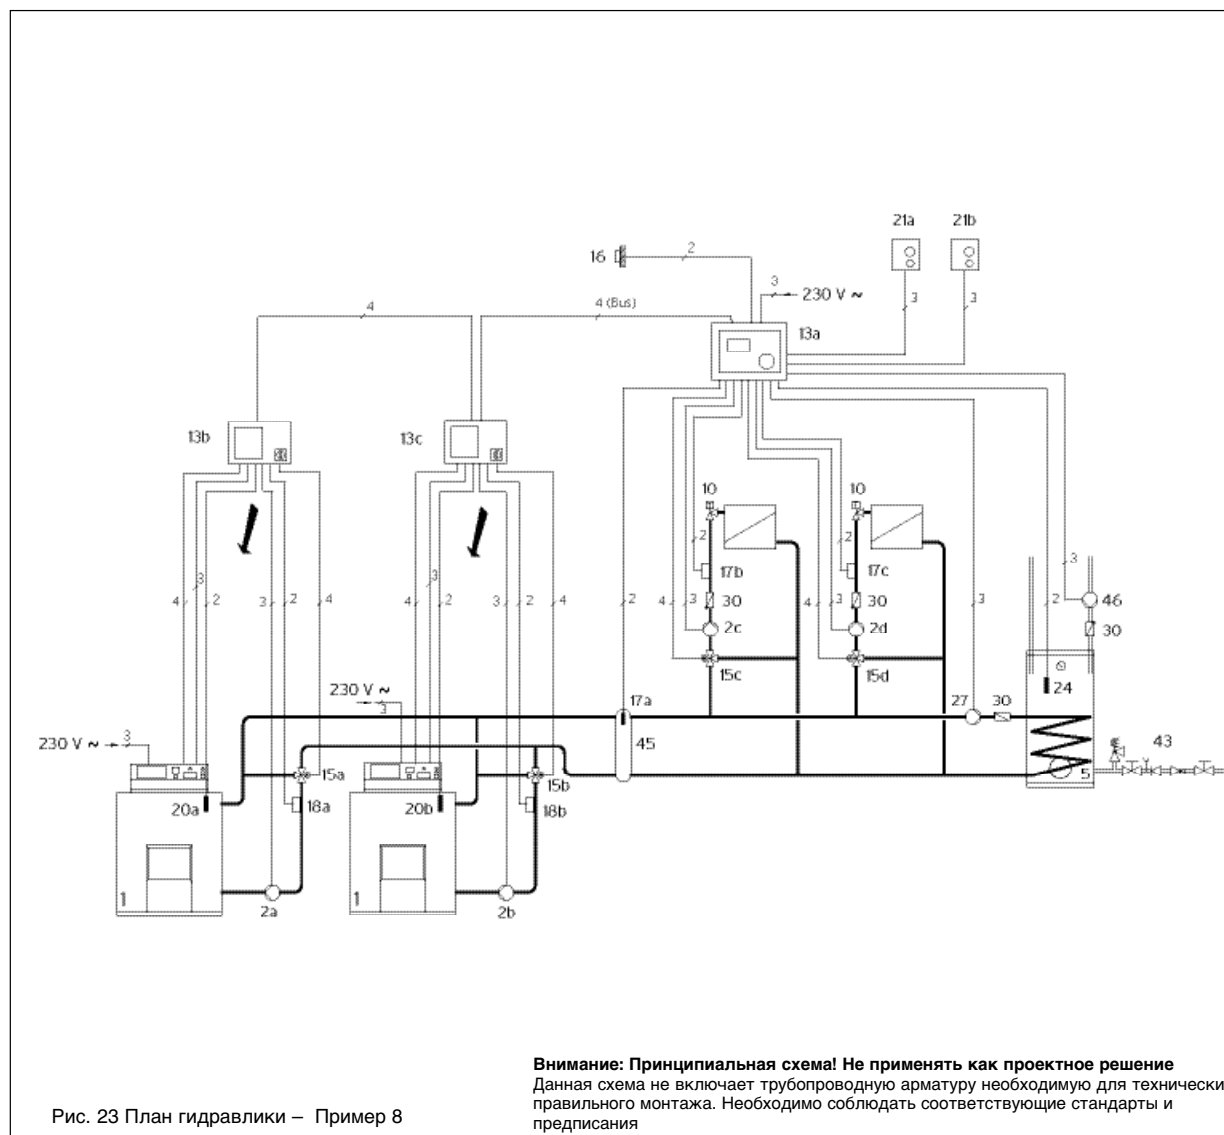 21a 21b
16 2
3 230 V ~ 3 3
4 4 (Bus)
13a
13b 13c
10 10
2 2 3
17b 17c
3 3
4 3 2 3 2 4 4 3 2 3 2 4 2 4 3 30 4 3 30 3 2 46
2c 2d 30
15c 15d 24
230 V ~ 17a 27 30
3
230 V ~ 3 45 43
15a 15b 5
20a 18a 20b 18b
1 1
2a 2b
Внимание: Принципиальная схема! Не применять как проектное решение
Данная схема не включает трубопроводную арматуру необходимую для технически
правильного монтажа. Необходимо соблюдать соответствующие стандарты и
предписания
Рис. 23 План гидравлики – Пример 8